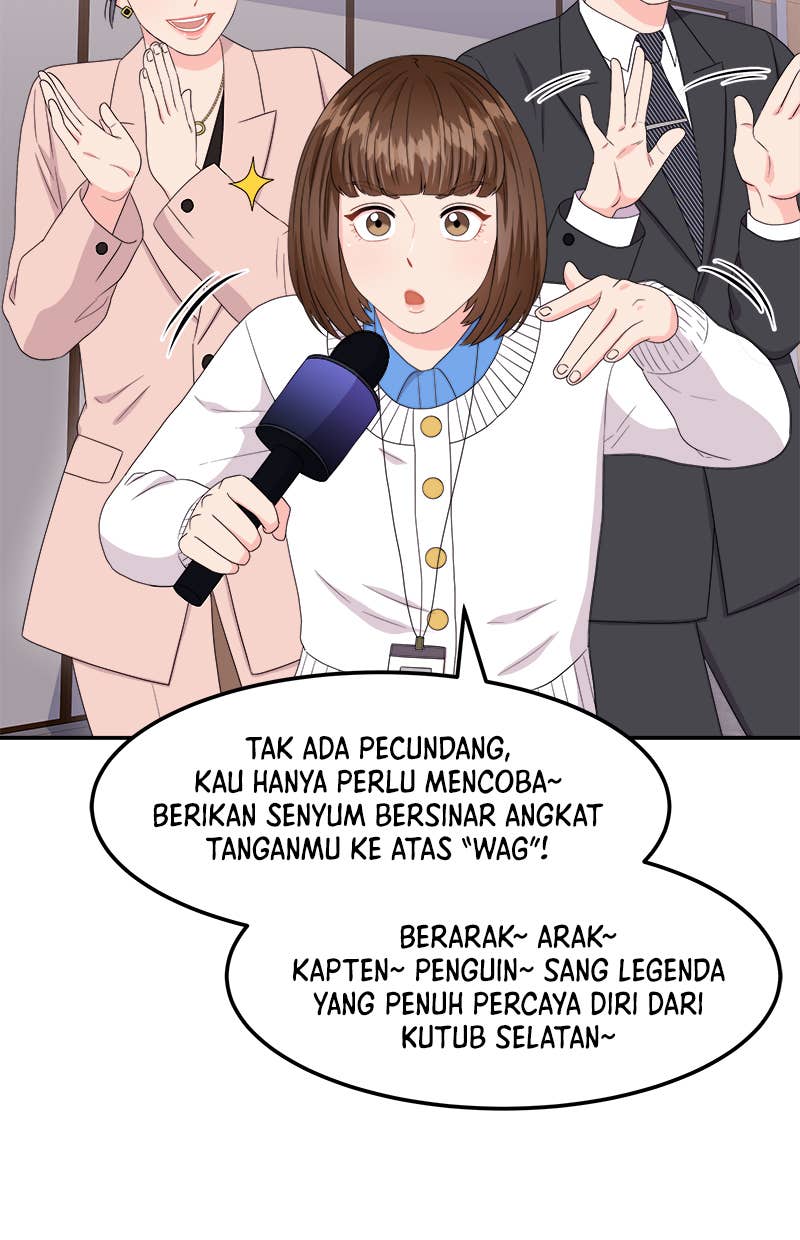 TAK ADA PECUNDANG,
KAU HANYA PERLU MENCOBA~
BERIKAN SENYUM BERSINAR ANGKAT
TANGANMU KE ATAS "WAG"!
BERARAK~ ARAK~
KAPTEN~ PENGUIN~ SANG LEGENDA
YANG PENUH PERCAYA DIRI DARI
KUTUB SELATAN~